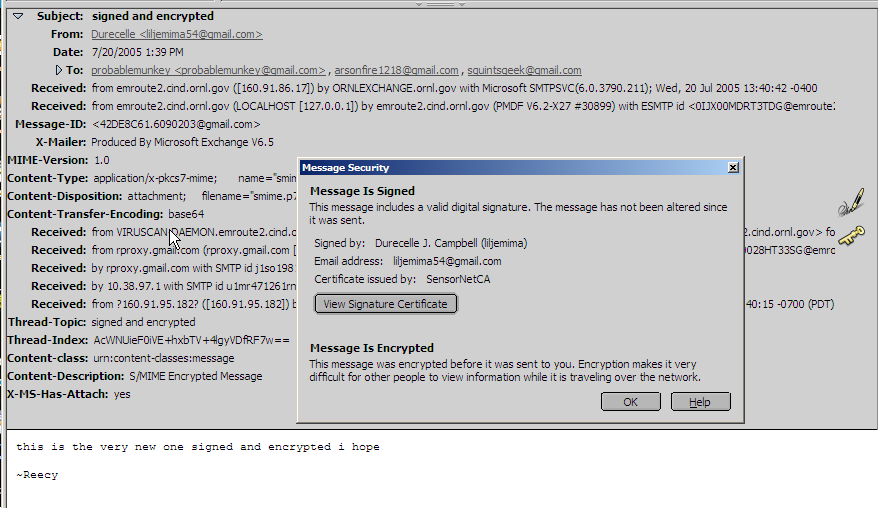 Subject: signed and encrypted
From: Durecelle <liljemima54@gmail.com>
Date: 7/20/2005 1:39 PM
To: probablemunkey <probablemunkey@gmail.com> , arsonfire1218@gmail.com , squintsgeek@gmail.com
Received: from emroute2.cind.ornl.gov ([160.91.86.17]) by ORNLEXCHANGE.ornl.gov with Microsoft SMTPSVC(6.0.3790.211); Wed, 20 Jul 2005 13:40:42 -0400
Received: from emroute2.cind.ornl.gov (LOCALHOST [127.0.0.1]) by emroute2.cind.ornl.gov (PMDF V6.2-X27 #30899) with ESMTP id <0IJX00MDRT3TDG@emroute2
Message-ID: <42DE8C61.6090203@gmail.com>
X-Mailer: Produced By Microsoft Exchange V6.5
MIME-Version: 1.0
Content-Type: application/x-pkcs7-mime; name="smim
Content-Disposition: attachment; filename="smime.p7
Content-Transfer-Encoding: base64
Received: from VIRUSCAN-DAEMON.emroute2.cind.o 2.cind.ornl.gov> fo
Received: from rproxy.gmail.com (rproxy.gmail.com [ 0028HT33SG@emro
Received: by rproxy.gmail.com with SMTP id j1so1981
Received: by 10.38.97.1 with SMTP id u1mr471261rn
Received: from ?160.91.95.182? ([160.91.95.182]) b :40:15 -0700 (PDT)
Thread-Topic: signed and encrypted
Thread-Index: AcWNUieF0iVE+hxbTV+4lgyVDfRF7w==
Content-class: urn:content-classes:message
Content-Description: S/MIME Encrypted Message
X-MS-Has-Attach: yes
Message Security
Message Is Signed
This message includes a valid digital signature. The message has not been altered since
it was sent.
Signed by: Durecelle J. Campbell (liljemima)
Email address: liljemima54@gmail.com
Certificate issued by: SensorNetCA
View Signature Certificate
Message Is Encrypted
This message was encrypted before it was sent to you. Encryption makes it very
difficult for other people to view information while it is traveling over the network.
OK Help
this is the very new one signed and encrypted i hope
~Reecy